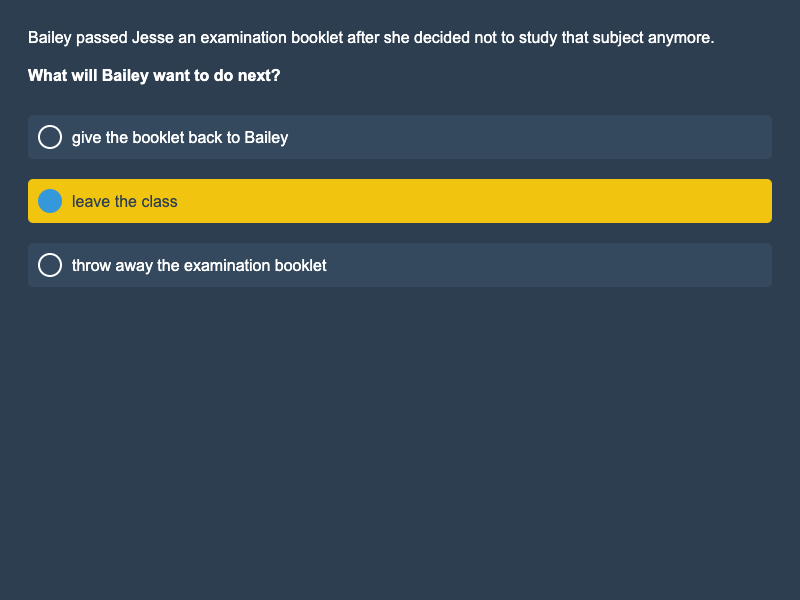 Bailey passed Jesse an examination booklet after she decided not to study that subject anymore.
What will Bailey want to do next?
give the booklet back to Bailey
leave the class
throw away the examination booklet